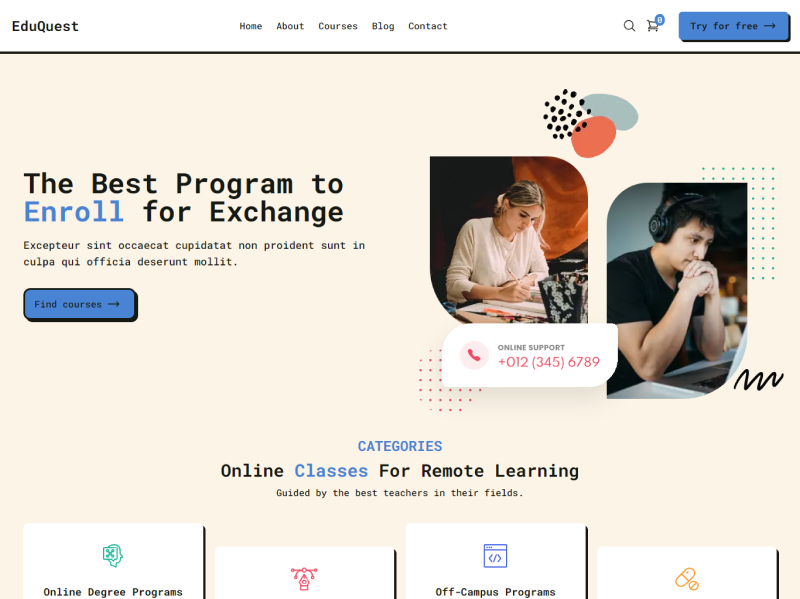 EduQuest
Home About Courses Blog Contact
0
Try for free
The Best Program to
Enroll for Exchange
Excepteur sint occaecat cupidatat non proident sunt in
culpa qui officia deserunt mollit.
Find courses
ONLINE SUPPORT
+012 (345) 6789
CATEGORIES
Online Classes For Remote Learning
Guided by the best teachers in their fields.
Online Degree Programs
Off-Campus Programs